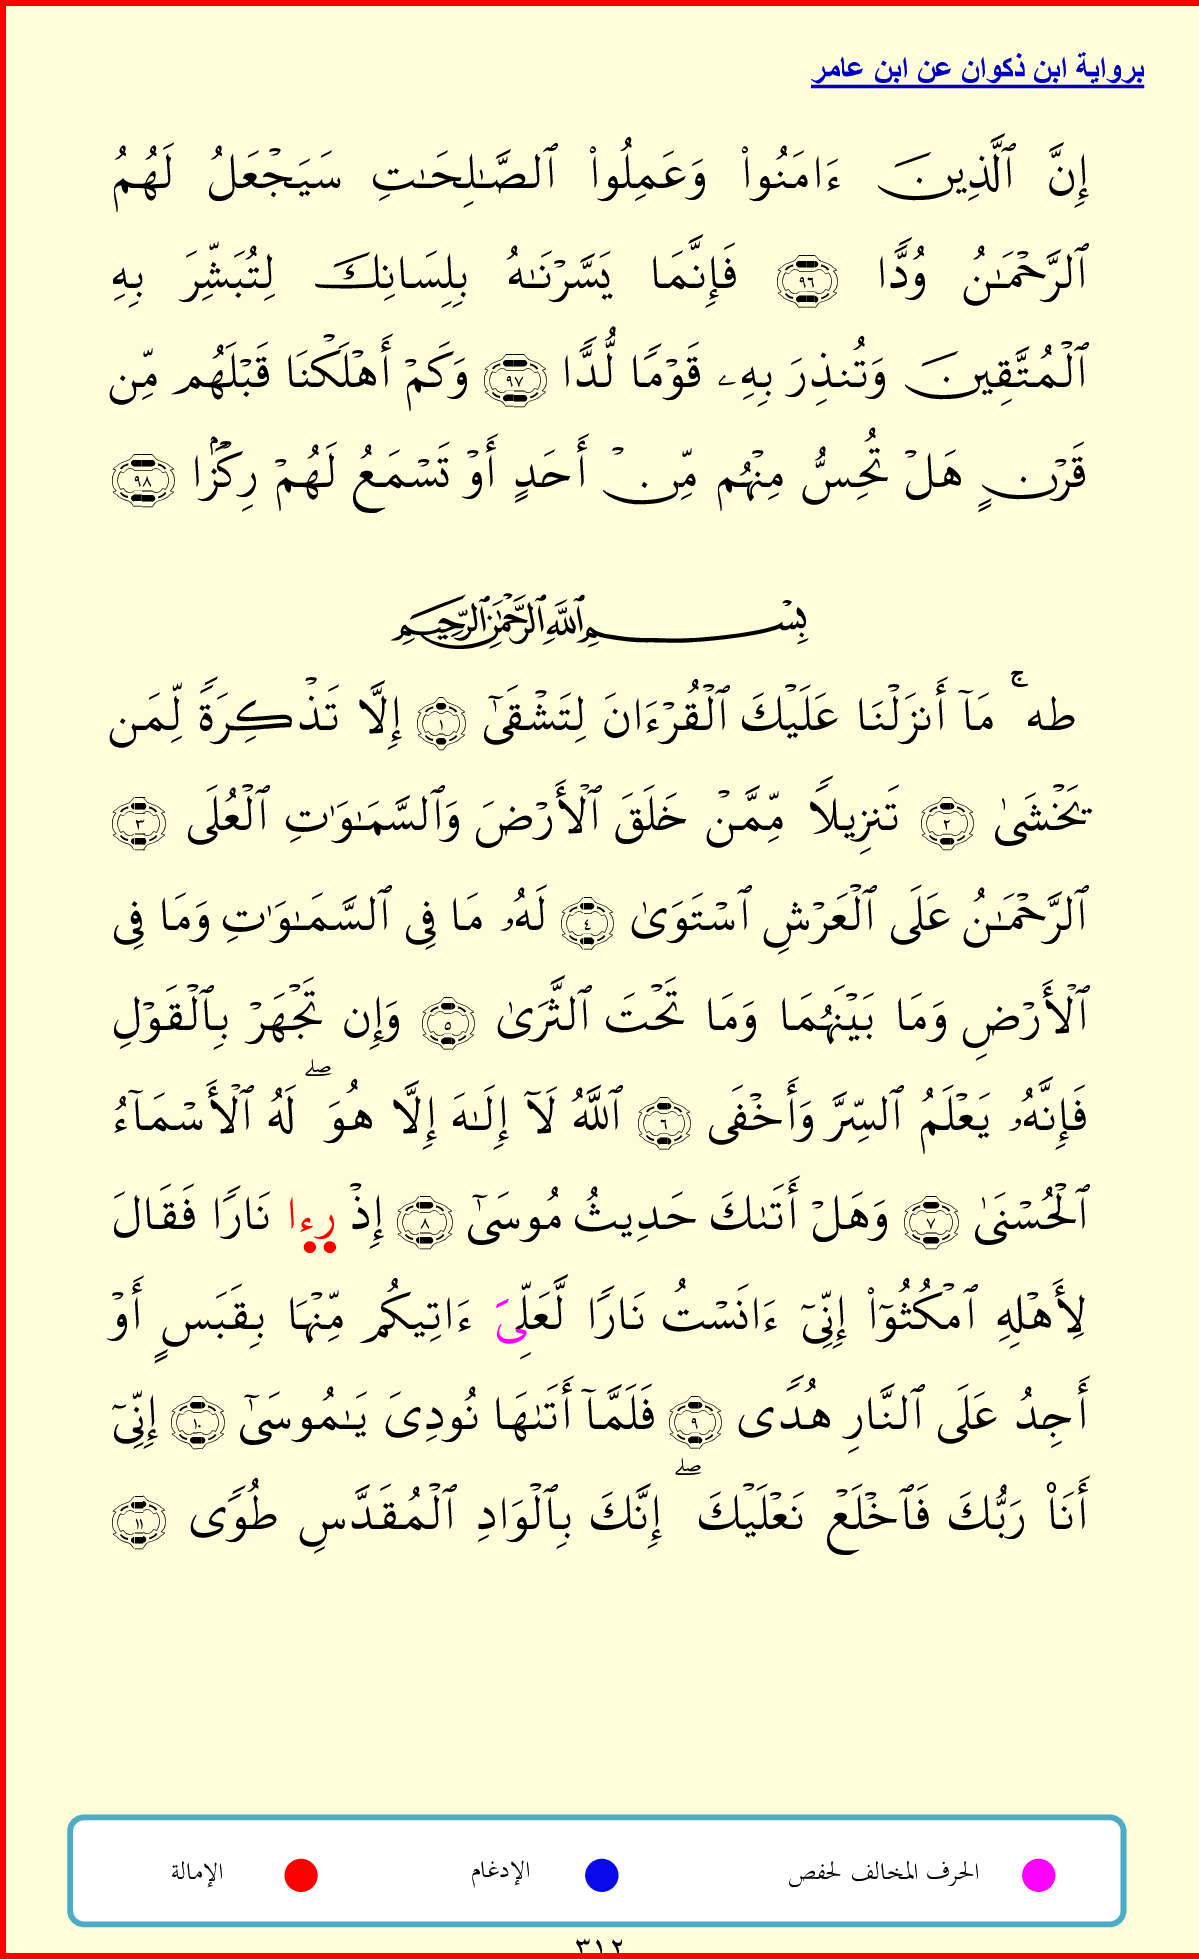 برواية ابن ذكوان عن ابن عامر
إِنَّ ٱلَّذِينَ ءَامَنُوا۟ وَعَمِلُوا۟ ٱلصَّـٰلِحَـٰتِ سَيَجْعَلُ لَهُمُ
ٱلرَّحْمَـٰنُ وُدًّا ٩٦ فَإِنَّمَا يَسَّرْنَـٰهُ بِلِسَانِكَ لِتُبَشِّرَ بِهِ
ٱلْمُتَّقِينَ وَتُنذِرَ بِهِۦ قَوْمًا لُّدًّا ٩٧ وَكَمْ أَهْلَكْنَا قَبْلَهُم مِّن
قَرْنٍ هَلْ تُحِسُّ مِنْهُم مِّنْ أَحَدٍ أَوْ تَسْمَعُ لَهُمْ رِكْزًۢا ٩٨
بِسْمِ ٱللَّهِ ٱلرَّحْمَـٰنِ ٱلرَّحِيمِ
طه ۚ مَآ أَنزَلْنَا عَلَيْكَ ٱلْقُرْءَانَ لِتَشْقَىٰٓ ١ إِلَّا تَذْكِرَةً لِّمَن
يَخْشَىٰ ٢ تَنزِيلًا مِّمَّنْ خَلَقَ ٱلْأَرْضَ وَٱلسَّمَـٰوَٰتِ ٱلْعُلَى ٣
ٱلرَّحْمَـٰنُ عَلَى ٱلْعَرْشِ ٱسْتَوَىٰ ٤ لَهُۥ مَا فِى ٱلسَّمَـٰوَٰتِ وَمَا فِى
ٱلْأَرْضِ وَمَا بَيْنَهُمَا وَمَا تَحْتَ ٱلثَّرَىٰ ٥ وَإِن تَجْهَرْ بِٱلْقَوْلِ
فَإِنَّهُۥ يَعْلَمُ ٱلسِّرَّ وَأَخْفَى ٦ ٱللَّهُ لَآ إِلَـٰهَ إِلَّا هُوَ ۖ لَهُ ٱلْأَسْمَآءُ
ٱلْحُسْنَىٰ ٧ وَهَلْ أَتَىٰكَ حَدِيثُ مُوسَىٰٓ ٨ إِذْ رِءا نَارًا فَقَالَ
لِأَهْلِهِ ٱمْكُثُوٓا۟ إِنِّىٓ ءَانَسْتُ نَارًا لَّعَلِّىَ ءَاتِيكُم مِّنْهَا بِقَبَسٍ أَوْ
أَجِدُ عَلَى ٱلنَّارِ هُدًى ٩ فَلَمَّآ أَتَىٰهَا نُودِىَ يَـٰمُوسَىٰٓ ١٠ إِنِّىٓ
أَنَا۠ رَبُّكَ فَٱخْلَعْ نَعْلَيْكَ ۖ إِنَّكَ بِٱلْوَادِ ٱلْمُقَدَّسِ طُوًى ١١
الحرف المخالف لحفص الإدغام الإمالة
٣١٢